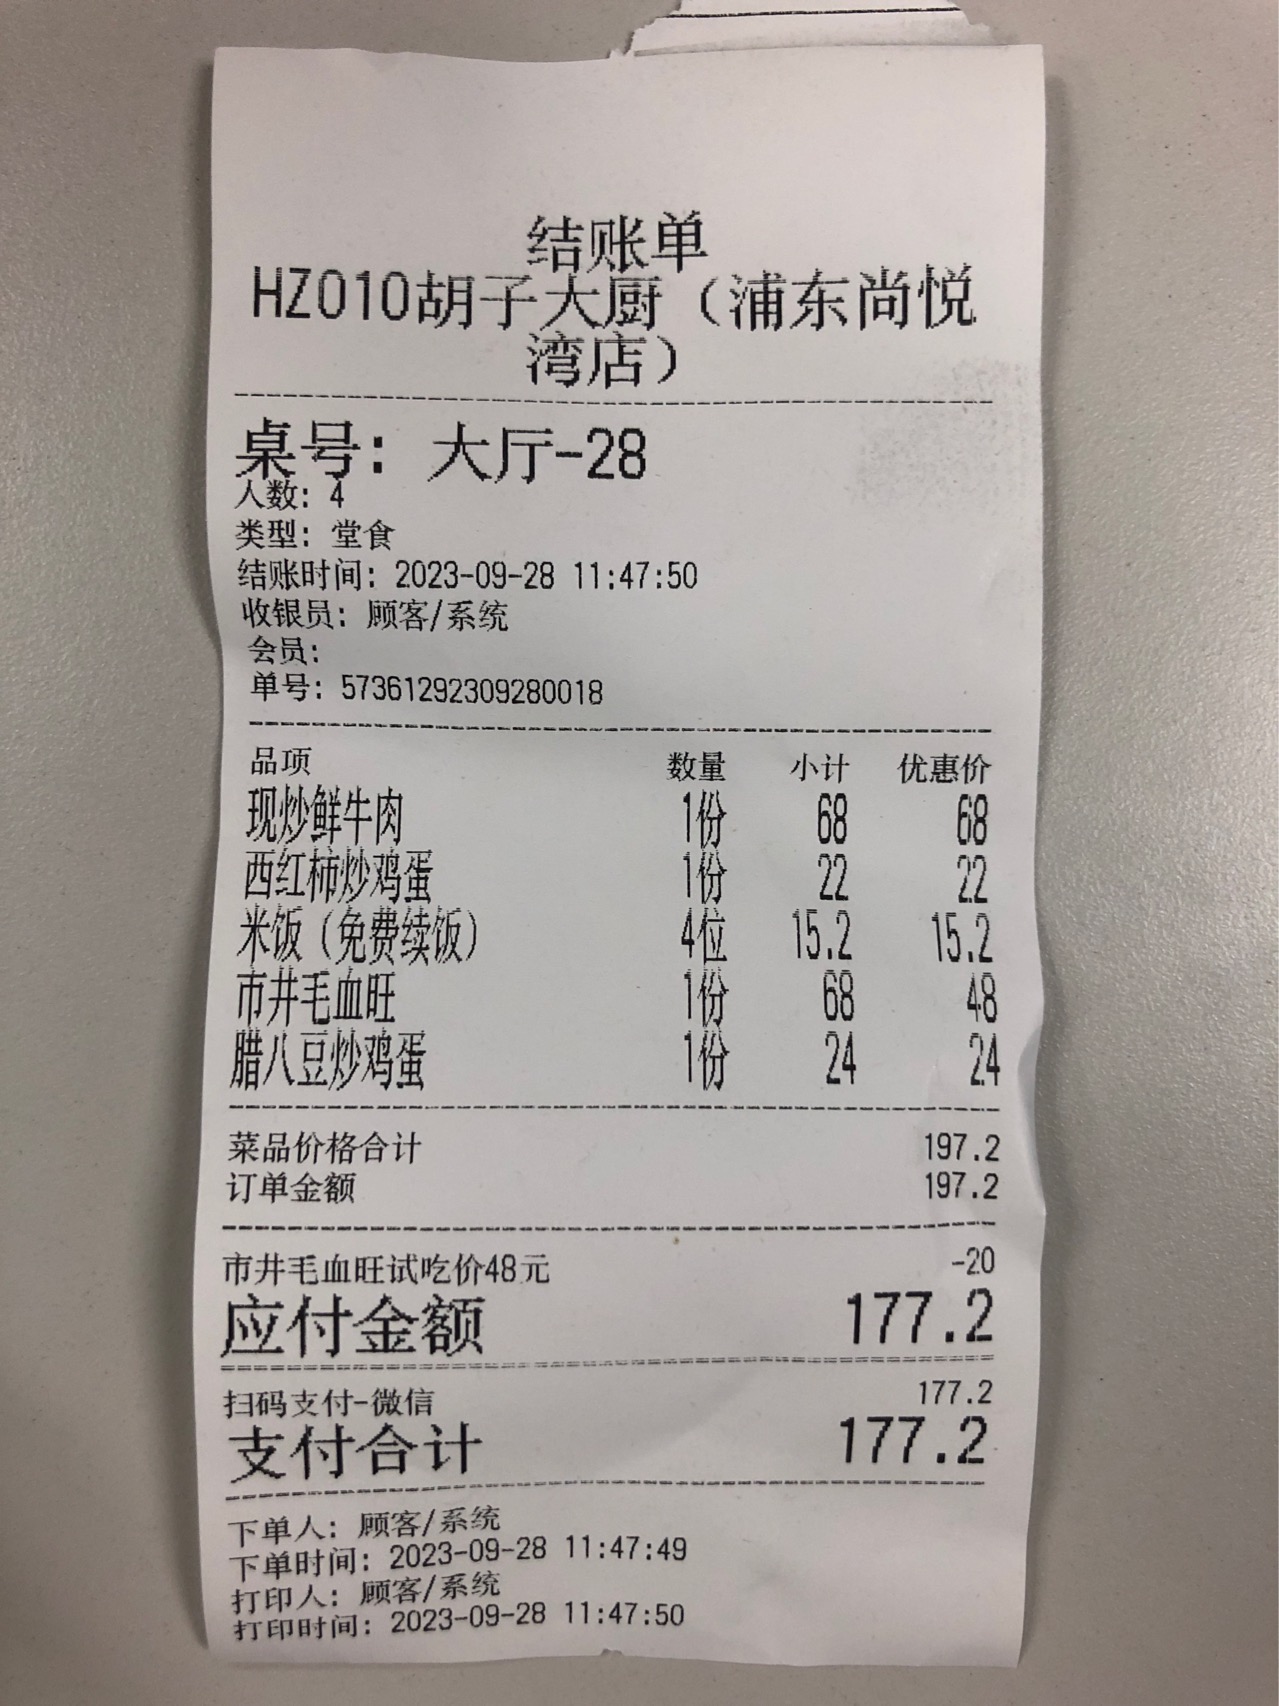 结账单
HZ010胡子大厨（浦东尚悦
湾店）
桌号：大厅-28
人数：4
类型：堂食
结账时间：2023-09-28 11:47:50
收银员：顾客/系统
会员：
单号：57361292309280018
品项 数量 小计 优惠价
现炒鲜牛肉 1份 68 68
西红柿炒鸡蛋 1份 22 22
米饭（免费续饭） 4位 15.2 15.2
市井毛血旺 1份 68 48
腊八豆炒鸡蛋 1份 24 24
菜品价格合计 197.2
订单金额 197.2
市井毛血旺试吃价48元 -20
应付金额 177.2
扫码支付-微信 177.2
支付合计 177.2
下单人：顾客/系统
下单时间：2023-09-28 11:47:49
打印人：顾客/系统
打印时间：2023-09-28 11:47:50